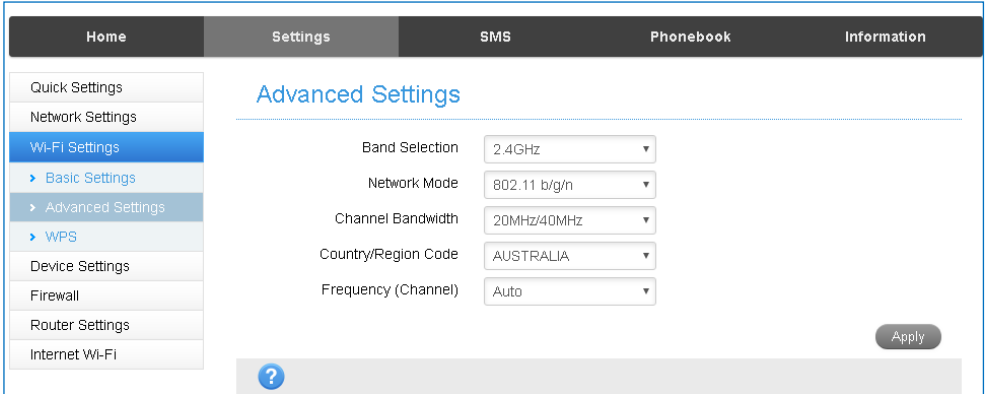 Home Settings SMS Phonebook Information
Quick Settings
Network Settings
Wi-Fi Settings
Basic Settings
Advanced Settings
WPS
Device Settings
Firewall
Router Settings
Internet Wi-Fi
Advanced Settings
Band Selection 2.4GHz
Network Mode 802.11 b/g/n
Channel Bandwidth 20MHz/40MHz
Country/Region Code AUSTRALIA
Frequency (Channel) Auto
Apply
?